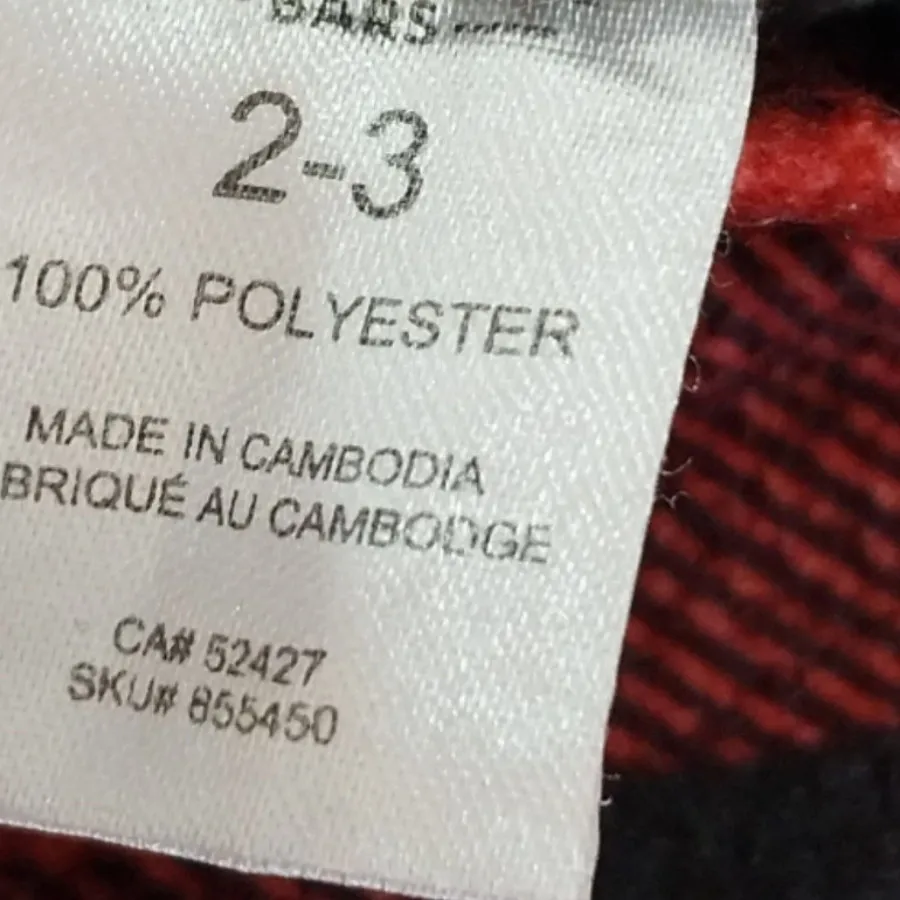 2-3
100% POLYESTER
MADE IN CAMBODIA
BRIQUÉ AU CAMBODGE
CA# 52427
SKU# 855450